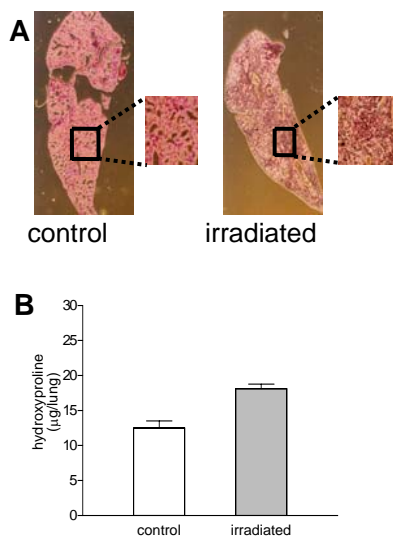 A
control
irradiated
B
hydroxyproline
(µg/lung)
30
25
20
15
10
5
0
control
irradiated